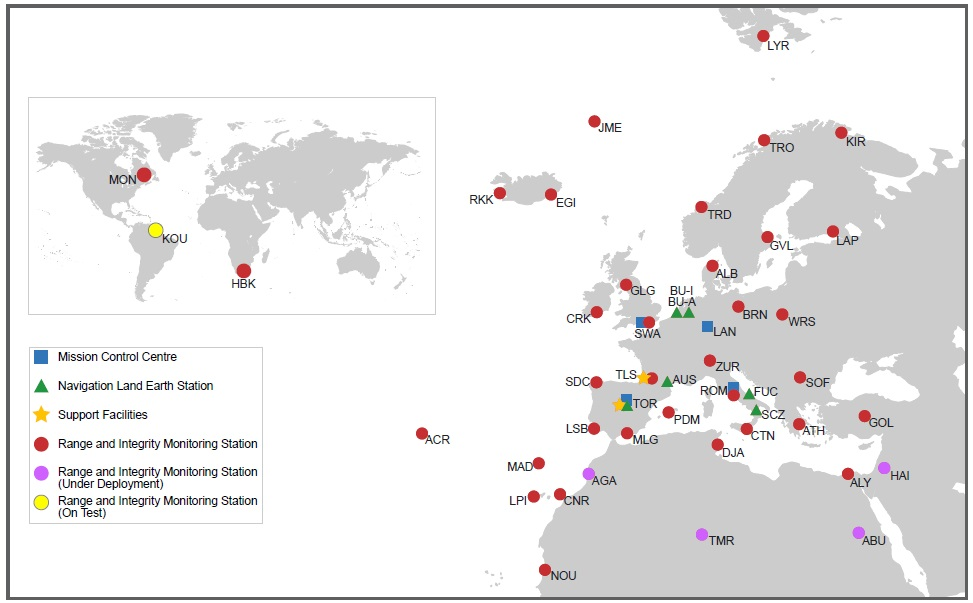 LYR
JME
KIR
TRO
RKK
EGI
TRD
GVL
LAP
MON
KOU
HBK
ALB
GLG
BU-I
BU-A
CRK
SWA
LAN
BRN
WRS
Mission Control Centre
Navigation Land Earth Station
Support Facilities
Range and Integrity Monitoring Station
Range and Integrity Monitoring Station
(Under Deployment)
Range and Integrity Monitoring Station
(On Test)
ZUR
TLS
AUS
SDC
ROM
FUC
SOF
TOR
SCZ
PDM
GOL
LSB
MLG
CTN
ATH
ACR
DJA
MAD
AGA
ALY
HAI
LPI
CNR
TMR
ABU
NOU